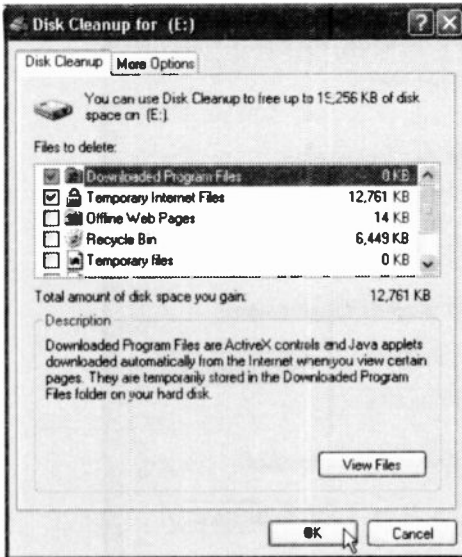 Disk Cleanup for (E:)
Disk Cleanup
More Options
You can use Disk Cleanup to free up to 15,256 KB of disk
space on (E:).
Files to delete:
Downloaded Program Files 0 KB
Temporary Internet Files 12,761 KB
Offline Web Pages 14 KB
Recycle Bin 6,449 KB
Temporary files 0 KB
Total amount of disk space you gain: 12,761 KB
Description
Downloaded Program Files are ActiveX controls and Java applets
downloaded automatically from the Internet when you view certain
pages. They are temporarily stored in the Downloaded Program
Files folder on your hard disk.
View Files
OK
Cancel